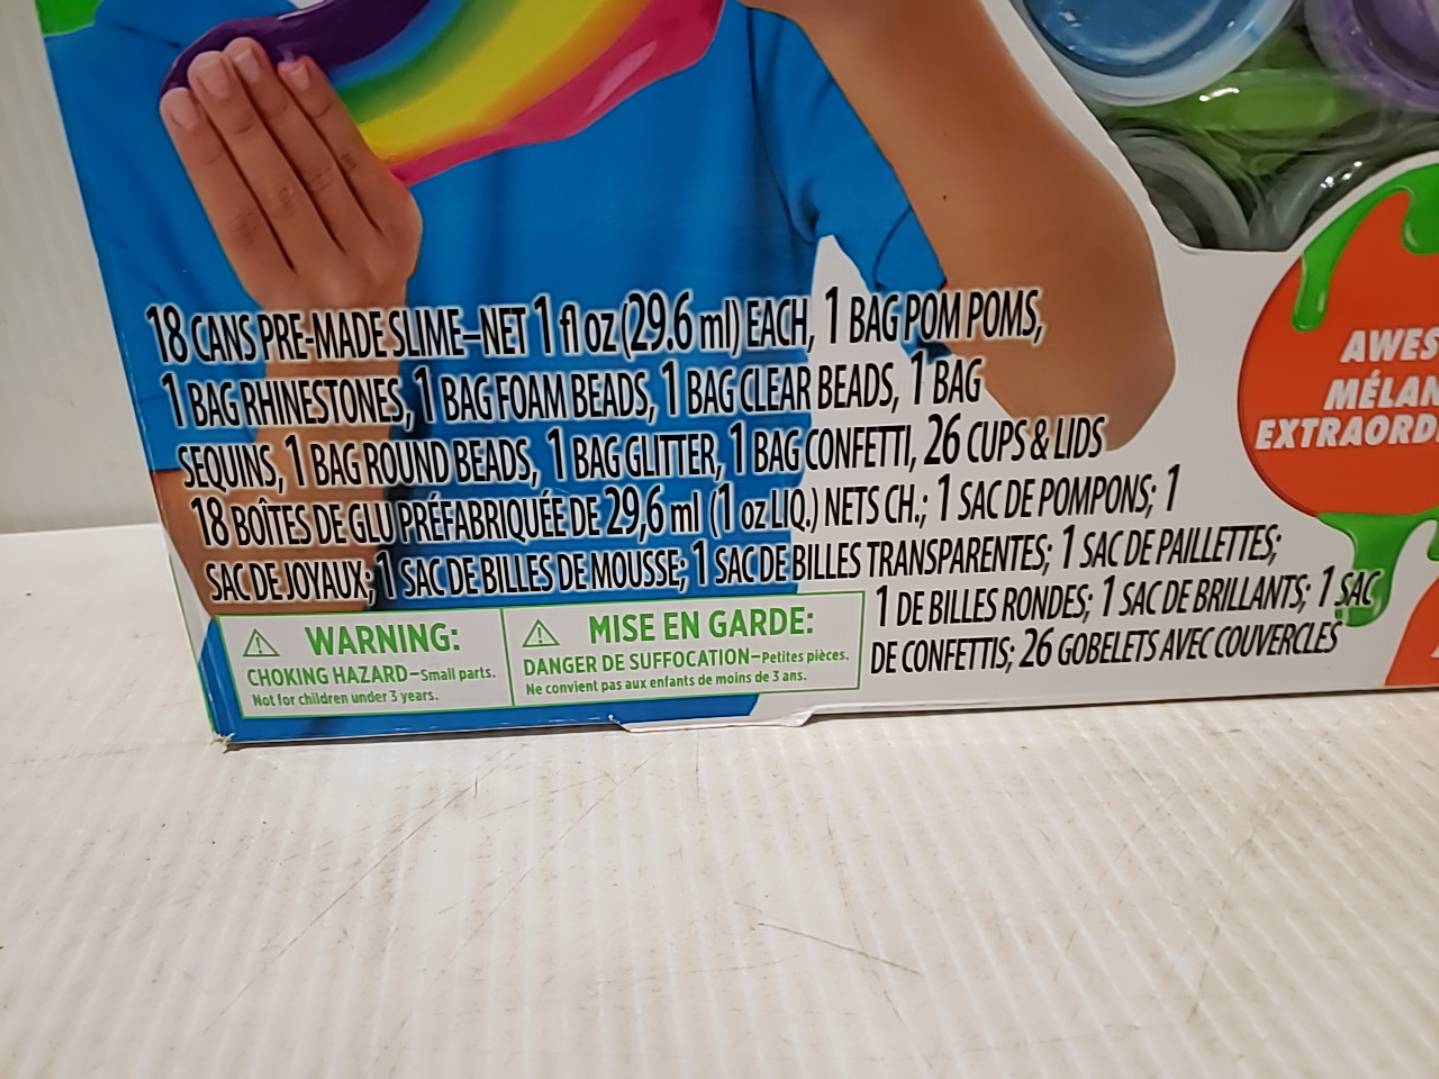 18 CANS PRE-MADE SLIME–NET 1 fl oz (29.6 ml) EACH, 1 BAG POM POMS,
1 BAG RHINESTONES, 1 BAG FOAM BEADS, 1 BAG CLEAR BEADS, 1 BAG
SEQUINS, 1 BAG ROUND BEADS, 1 BAG GLITTER, 1 BAG CONFETTI, 26 CUPS & LIDS
18 BOÎTES DE GLU PRÉFABRIQUÉE DE 29,6 ml (1 oz LIQ.) NETS CH.; 1 SAC DE POMPONS; 1
SAC DE JOYAUX; 1 SAC DE BILLES DE MOUSSE; 1 SAC DE BILLES TRANSPARENTES; 1 SAC DE PAILLETTES;
1 DE BILLES RONDES; 1 SAC DE BRILLANTS; 1 SAC
DE CONFETTIS; 26 GOBELETS AVEC COUVERCLES
⚠ WARNING:
CHOKING HAZARD–Small parts.
Not for children under 3 years.
⚠ MISE EN GARDE:
DANGER DE SUFFOCATION–Petites pièces.
Ne convient pas aux enfants de moins de 3 ans.
AWES
MÉLAN
EXTRAORD